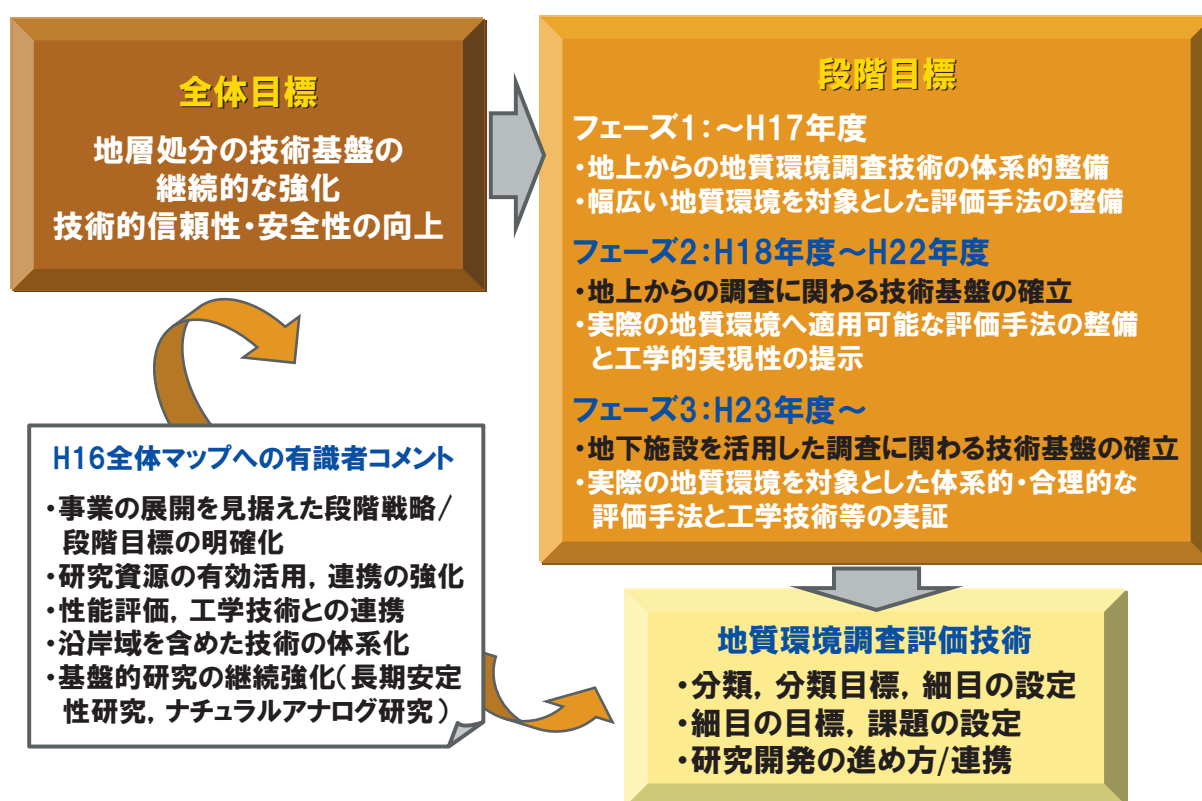 全体目標
地層処分の技術基盤の
継続的な強化
技術的信頼性・安全性の向上
段階目標
フェーズ1：～H17年度
・地上からの地質環境調査技術の体系的整備
・幅広い地質環境を対象とした評価手法の整備
フェーズ2：H18年度～H22年度
・地上からの調査に関わる技術基盤の確立
・実際の地質環境へ適用可能な評価手法の整備
と工学的実現性の提示
フェーズ3：H23年度～
・地下施設を活用した調査に関わる技術基盤の確立
・実際の地質環境を対象とした体系的・合理的な
評価手法と工学技術等の実証
H16全体マップへの有識者コメント
・事業の展開を見据えた段階戦略/
段階目標の明確化
・研究資源の有効活用，連携の強化
・性能評価，工学技術との連携
・沿岸域を含めた技術の体系化
・基盤的研究の継続強化（長期安定
性研究，ナチュラルアナログ研究）
地質環境調査評価技術
・分類，分類目標，細目の設定
・細目の目標，課題の設定
・研究開発の進め方/連携